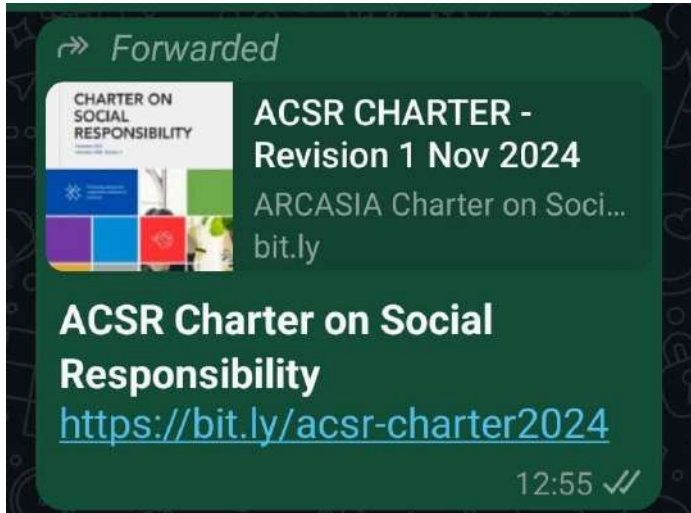 Forwarded
CHARTER ON
SOCIAL
RESPONSIBILITY
ACSR CHARTER -
Revision 1 Nov 2024
ARCASIA Charter on Soci...
bit.ly
ACSR Charter on Social
Responsibility
https://bit.ly/acsr-charter2024
12:55